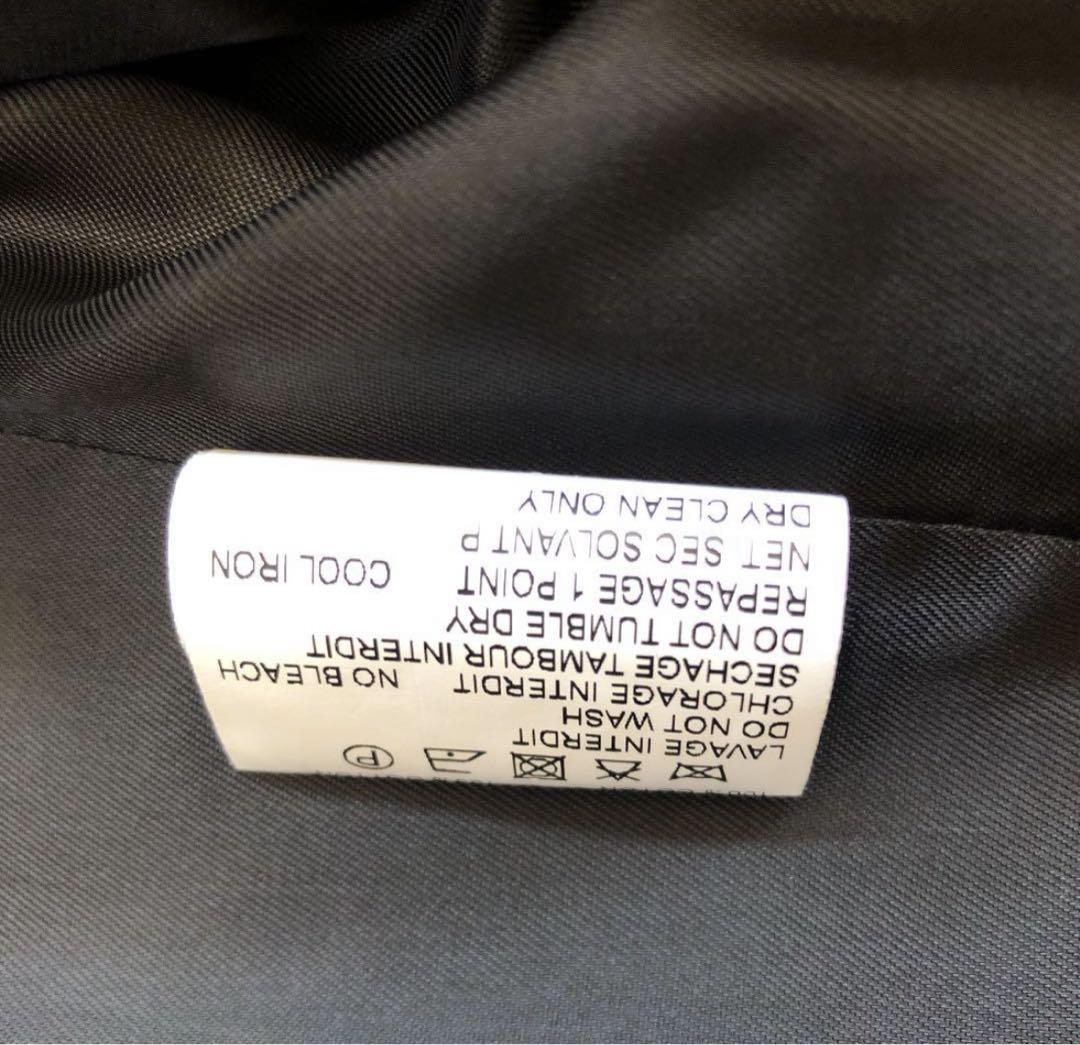 P
LAVAGE INTERDIT
DO NOT WASH
CHLORAGE INTERDIT NO BLEACH
SECHAGE TAMBOUR INTERDIT
DO NOT TUMBLE DRY
REPASSAGE 1 POINT COOL IRON
NET. SEC SOLVANT P
DRY CLEAN ONLY